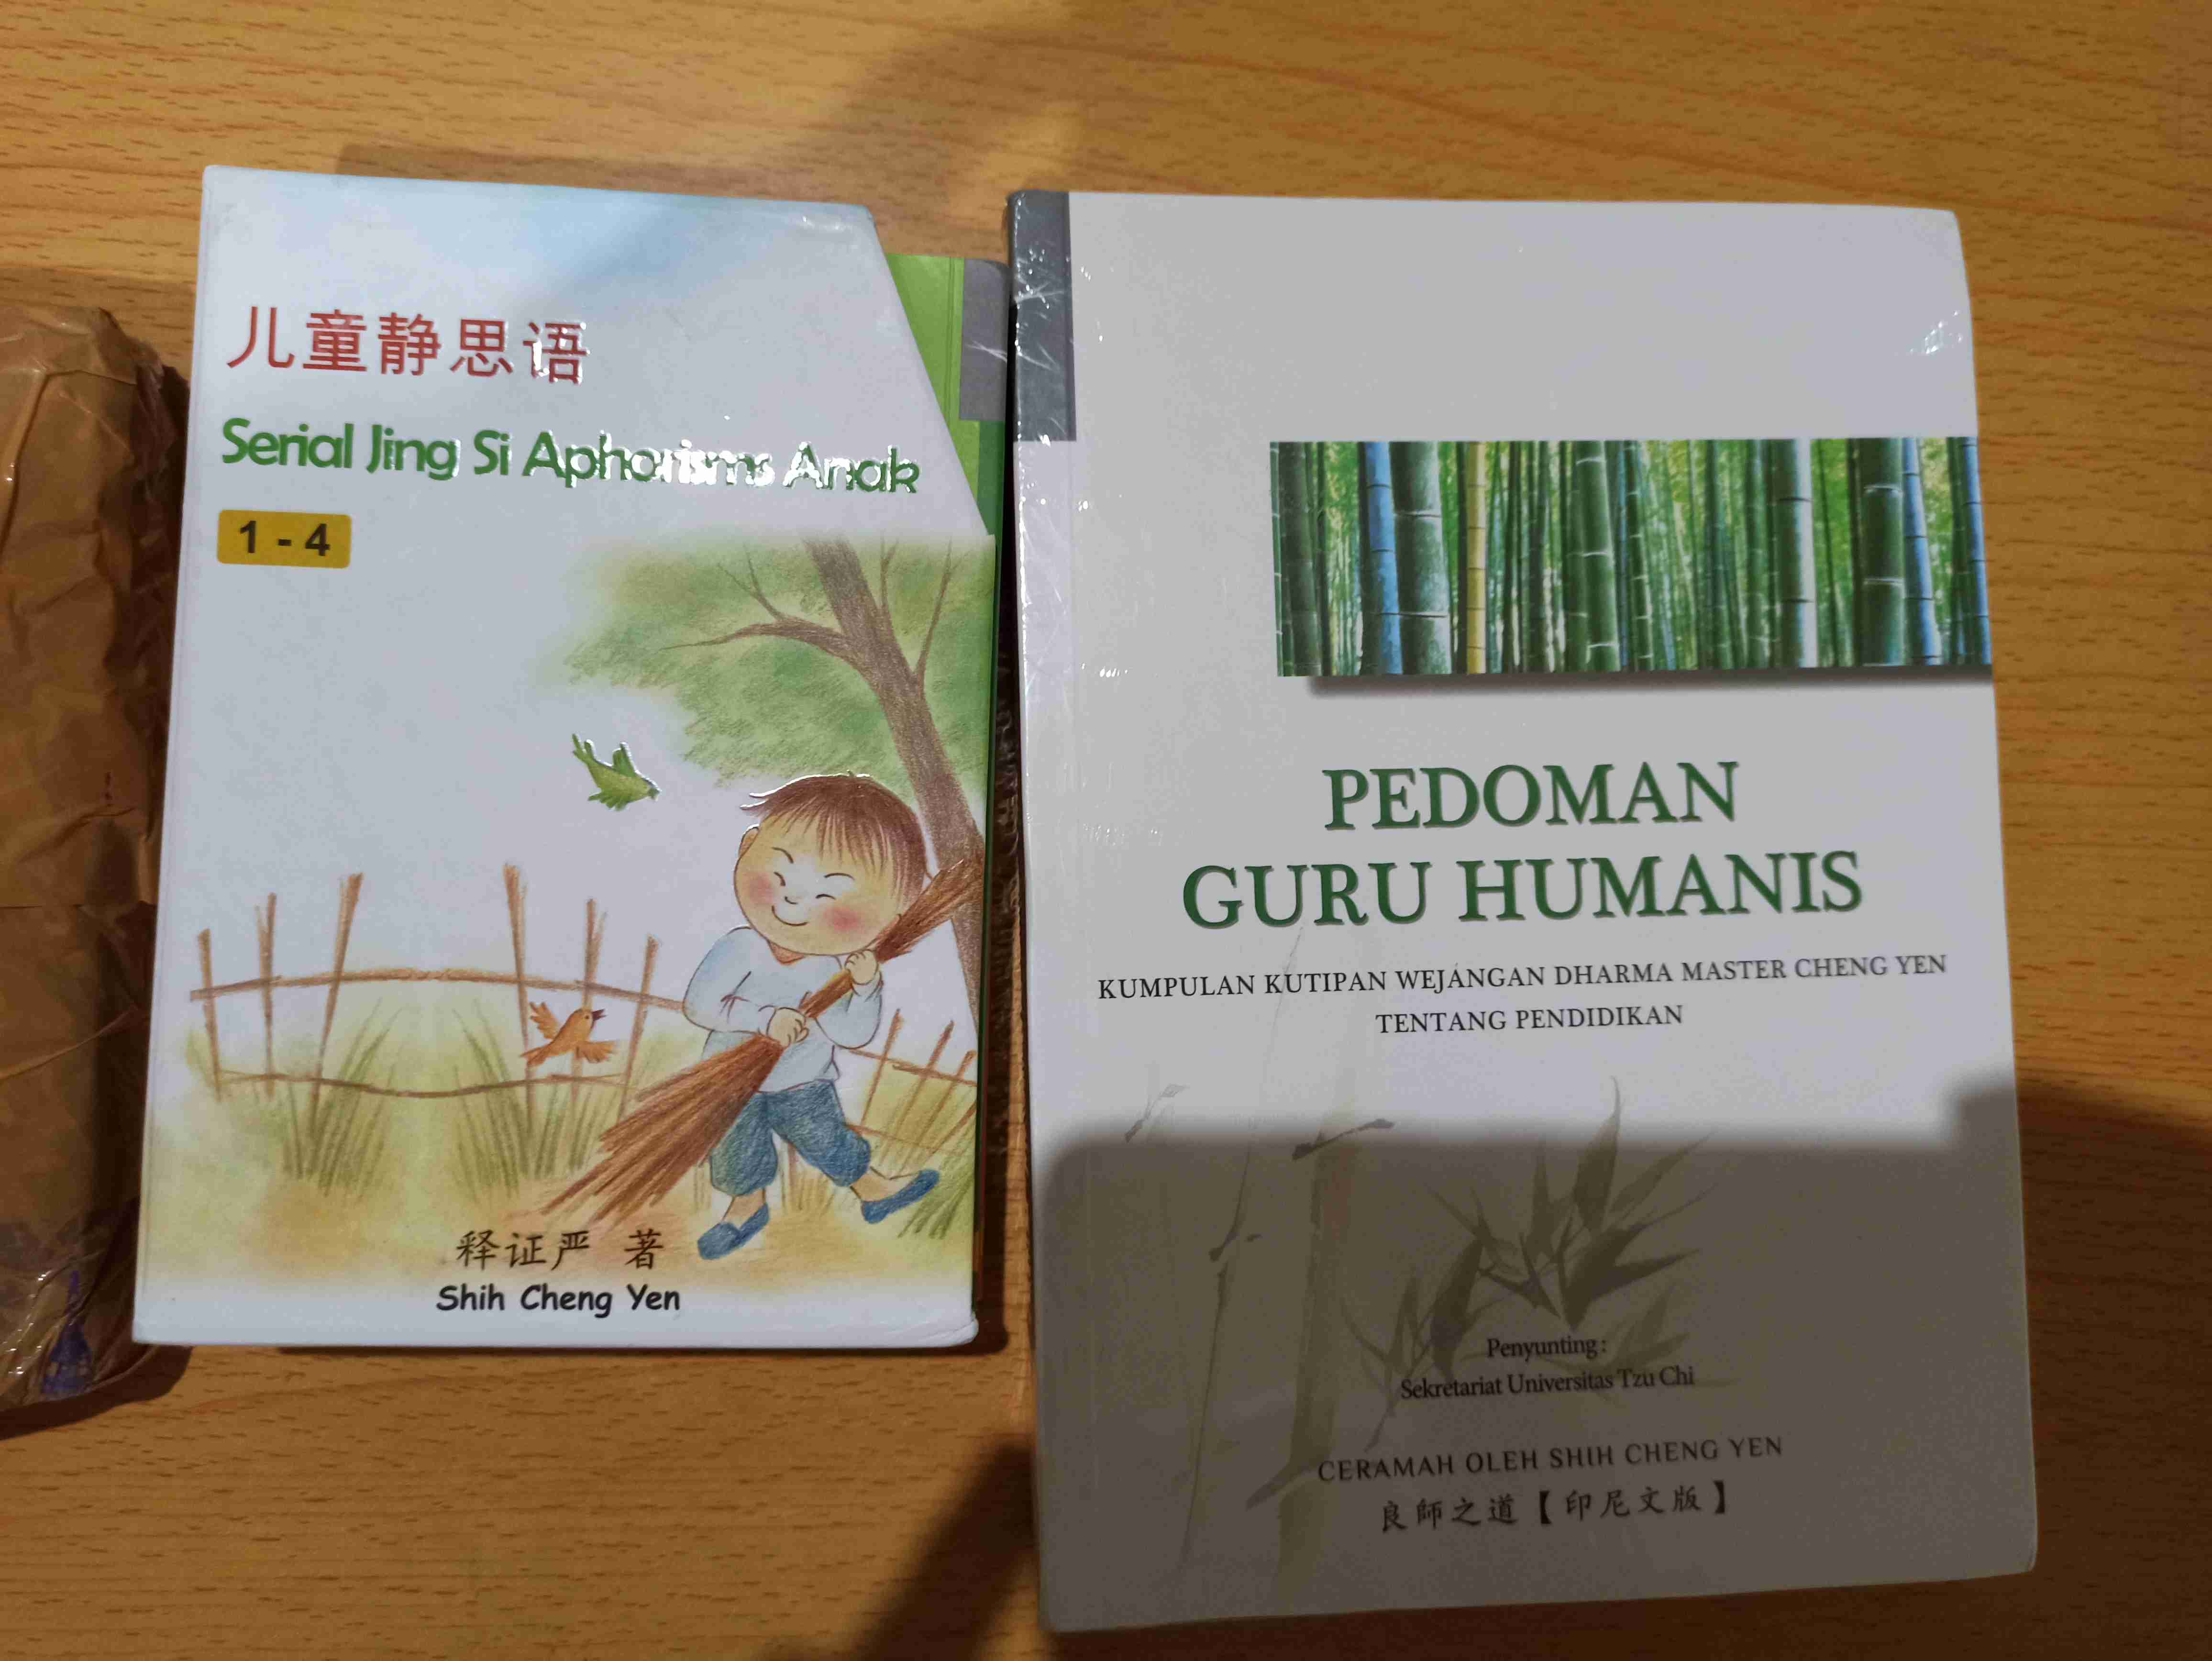 儿童静思语
Serial Jing Si Aphorisms Anak
1 - 4
释证严 著
Shih Cheng Yen
PEDOMAN
GURU HUMANIS
KUMPULAN KUTIPAN WEJANGAN DHARMA MASTER CHENG YEN
TENTANG PENDIDIKAN
Penyunting :
Sekretariat Universitas Tzu Chi
CERAMAH OLEH SHIH CHENG YEN
良師之道【印尼文版】